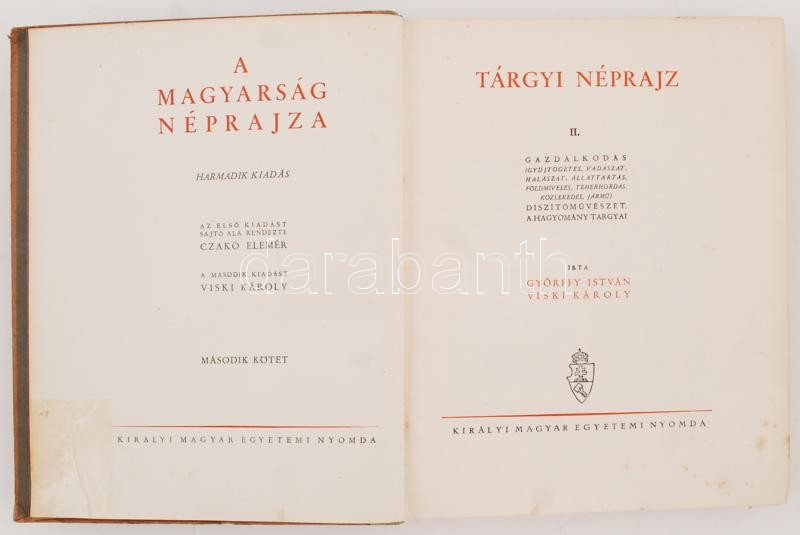 A
MAGYARSÁG
NÉPRAJZA
HARMADIK KIADÁS
AZ ELSŐ KIADÁST
SAJTÓ ALÁ RENDEZTE
CZAKÓ ELEMÉR
A MÁSODIK KIADÁST
VISKI KÁROLY
MÁSODIK KÖTET
KIRÁLYI MAGYAR EGYETEMI NYOMDA
TÁRGYI NÉPRAJZ
II.
GAZDÁLKODÁS
(GYŰJTÖGETÉS, VADÁSZAT,
HALÁSZAT, ÁLLATTARTÁS,
FÖLDMÍVELÉS, TEHERHORDÁS,
KÖZLEKEDÉS, JÁRMŰ)
DÍSZÍTŐMŰVÉSZET,
A HAGYOMÁNY TÁRGYAI
ÍRTA
GYÖRFFY ISTVÁN
VISKI KÁROLY
KIRÁLYI MAGYAR EGYETEMI NYOMDA
darabanth